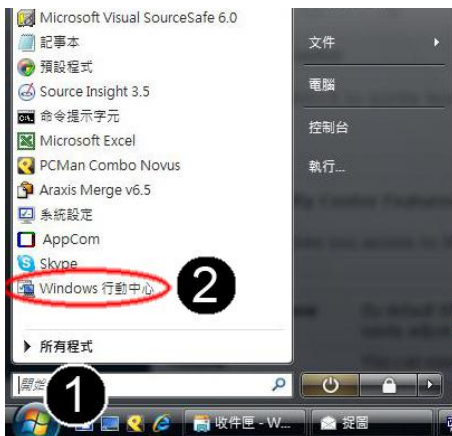 Microsoft Visual SourceSafe 6.0
記事本
預設程式
Source Insight 3.5
命令提示字元
Microsoft Excel
PCMan Combo Novus
Araxis Merge v6.5
系統設定
AppCom
Skype
Windows 行動中心
2
所有程式
開始
1
文件
電腦
控制台
執行...
收件匣 - W...
捉圖